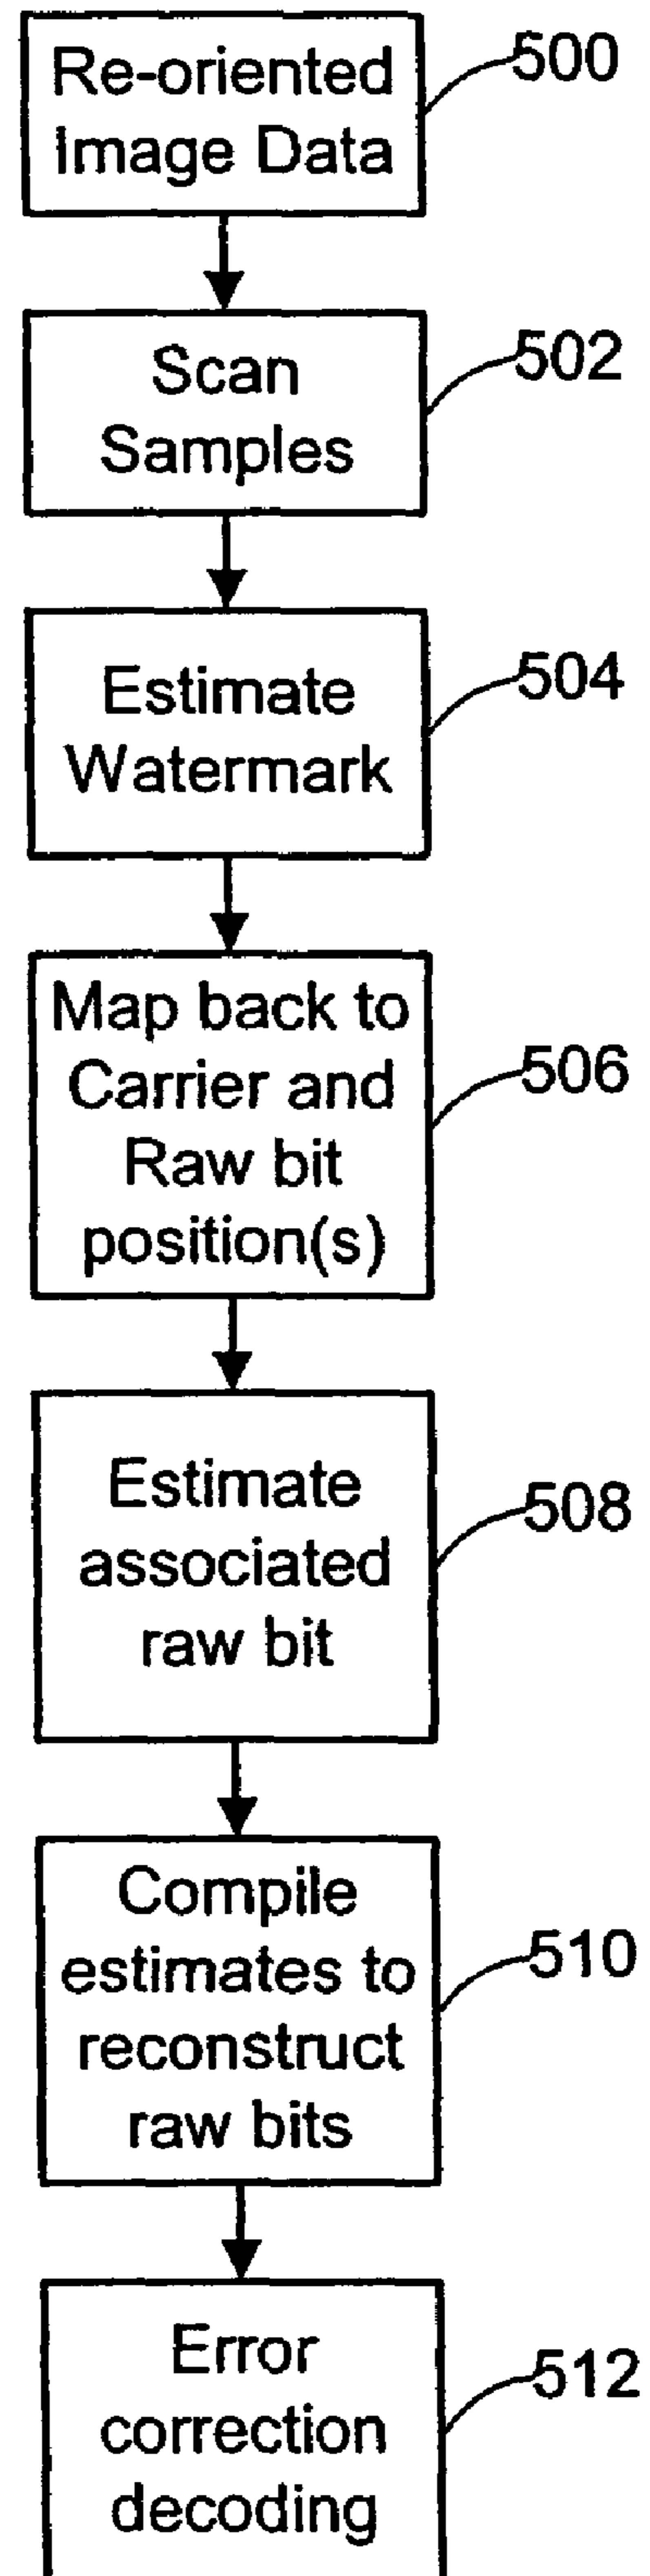 Re-oriented
Image Data
500
Scan
Samples
502
Estimate
Watermark
504
Map back to
Carrier and
Raw bit
position(s)
506
Estimate
associated
raw bit
508
Compile
estimates to
reconstruct
raw bits
510
Error
correction
decoding
512